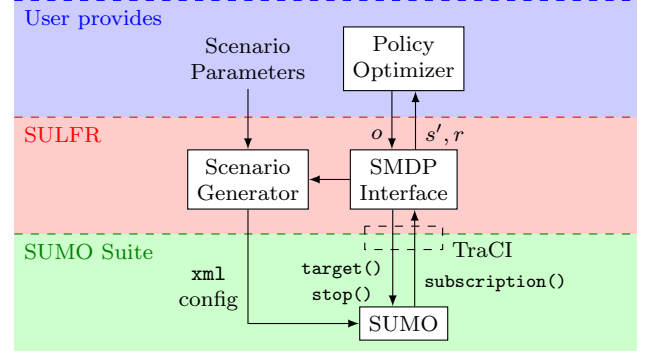 User provides
Scenario
Parameters
Policy
Optimizer
SULFR
o
s′, r
Scenario
Generator
SMDP
Interface
SUMO Suite
TraCI
xml
config
target()
stop()
subscription()
SUMO